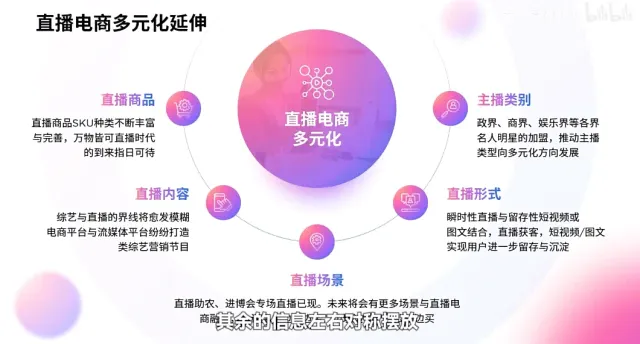 直播电商多元化延伸
bilibili
直播电商
多元化
直播商品
直播商品SKU种类不断丰富
与完善，万物皆可直播时代
的到来指日可待
主播类别
政界、商界、娱乐界等各界
名人明星的加盟，推动主播
类型向多元化方向发展
直播内容
综艺与直播的界线将愈发模糊
电商平台与流媒体平台纷纷打造
类综艺营销节目
直播形式
瞬时性直播与留存性短视频或
图文结合，直播获客，短视频/图文
实现用户进一步留存与沉淀
直播场景
直播助农、进博会专场直播已现。未来将会有更多场景与直播电
商融
边买
其余的信息左右对称摆放